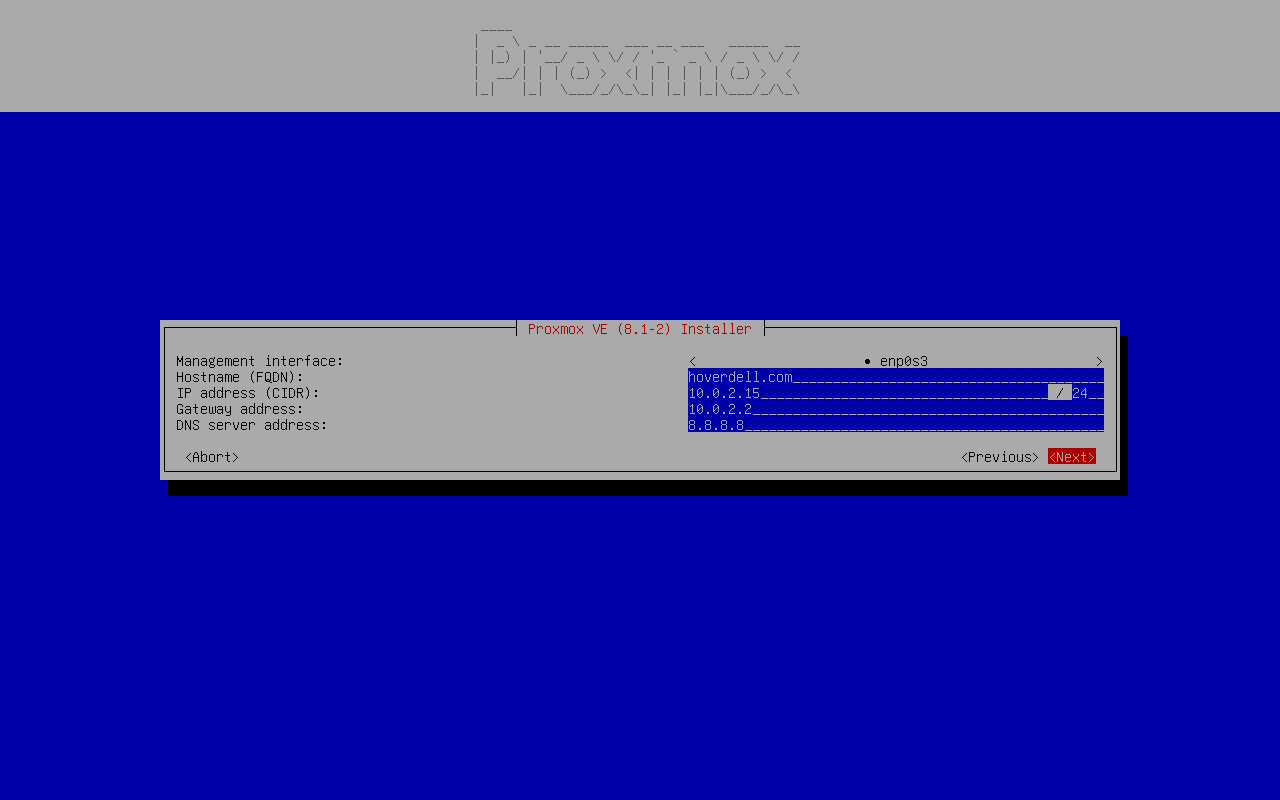 Proxmox
Proxmox VE (8.1-2) Installer
Management interface: < • enp0s3 >
Hostname (FQDN): hoverdell.com
IP address (CIDR): 10.0.2.15 / 24
Gateway address: 10.0.2.2
DNS server address: 8.8.8.8
<Abort> <Previous> <Next>